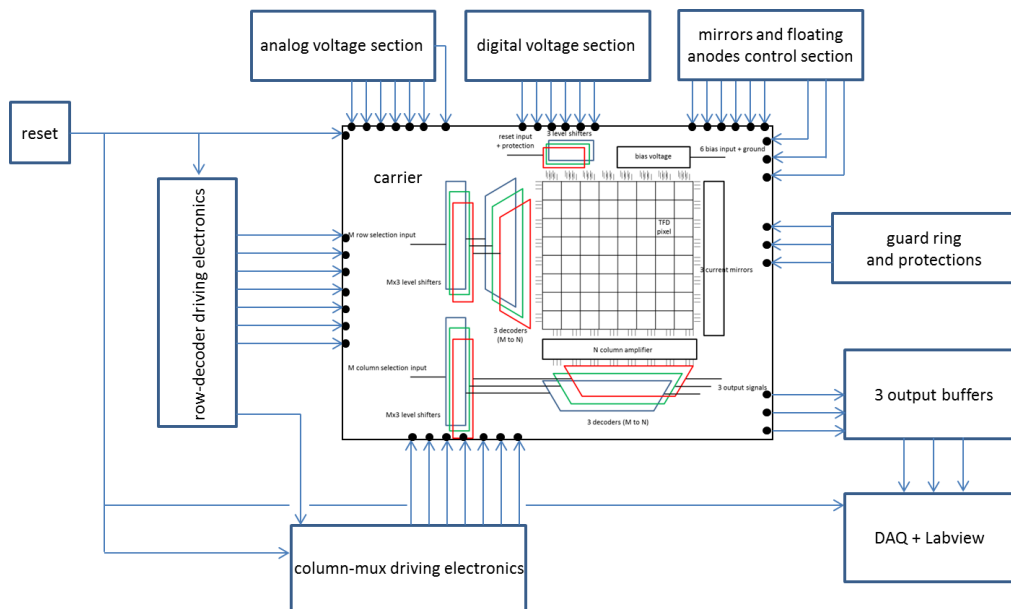 analog voltage section
digital voltage section
mirrors and floating
anodes control section
reset
reset input
+ protection
3 level shifters
bias voltage
6 bias input + ground
carrier
row-decoder driving electronics
M row selection input
Mx3 level shifters
TFD
pixel
3 current mirrors
guard ring
and protections
3 decoders
(M to N)
N column amplifier
M column selection input
Mx3 level shifters
3 output signals
3 decoders (M to N)
3 output buffers
DAQ + Labview
column-mux driving electronics